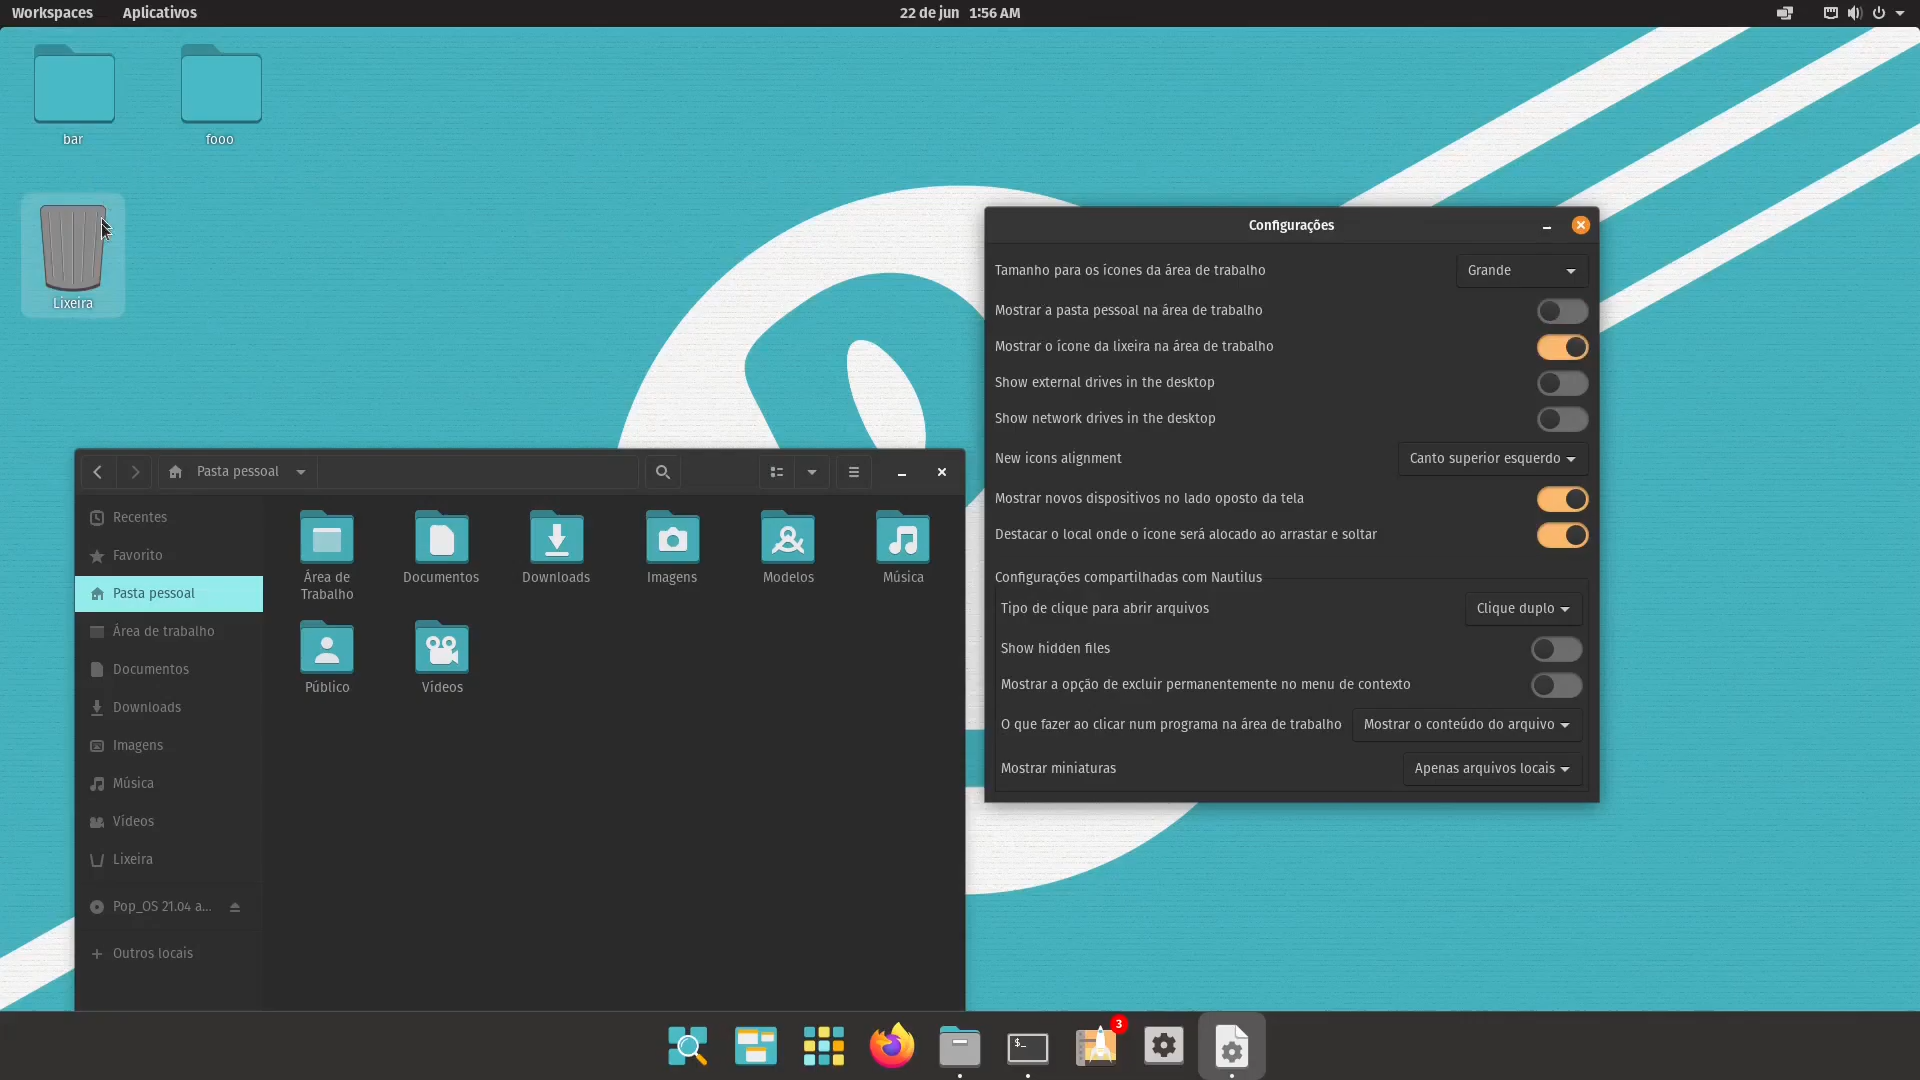 Workspaces Aplicativos 22 de jun 1:56 AM
bar fooo
Lixeira
Configurações
Tamanho para os ícones da área de trabalho Grande
Mostrar a pasta pessoal na área de trabalho
Mostrar o ícone da lixeira na área de trabalho
Show external drives in the desktop
Show network drives in the desktop
New icons alignment Canto superior esquerdo
Mostrar novos dispositivos no lado oposto da tela
Destacar o local onde o ícone será alocado ao arrastar e soltar
Configurações compartilhadas com Nautilus
Tipo de clique para abrir arquivos Clique duplo
Show hidden files
Mostrar a opção de excluir permanentemente no menu de contexto
O que fazer ao clicar num programa na área de trabalho Mostrar o conteúdo do arquivo
Mostrar miniaturas Apenas arquivos locais
Pasta pessoal
Recentes
Favorito
Pasta pessoal
Área de trabalho
Documentos
Downloads
Imagens
Música
Vídeos
Lixeira
Pop_OS 21.04 a...
Outros locais
Área de
Trabalho
Documentos
Downloads
Imagens
Modelos
Música
Público
Vídeos
$_
3